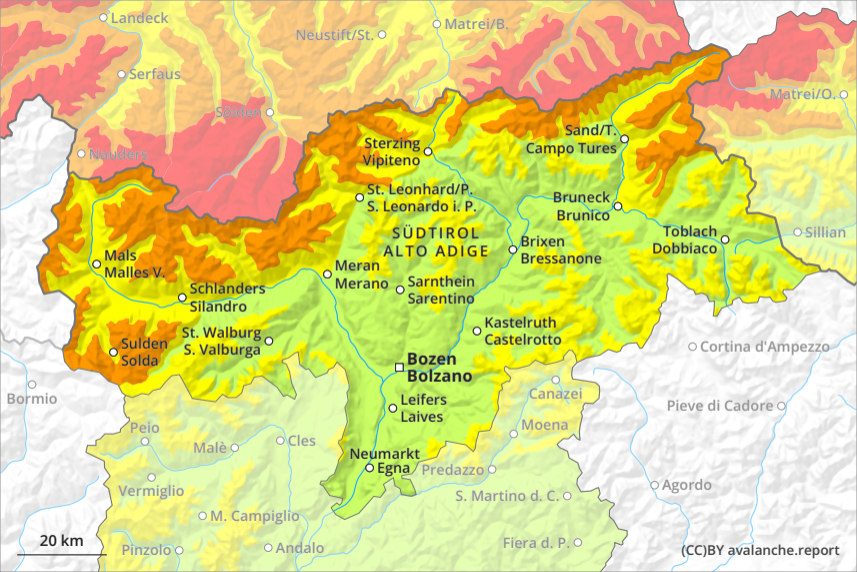 Landeck
Matrei/B.
Neustift/St.
Serfaus
Matrei/O.
Sölden
Sand/T.
Campo Tures
Sterzing
Vipiteno
Nauders
St. Leonhard/P.
S. Leonardo i. P.
Bruneck
Brunico
SÜDTIROL
ALTO ADIGE
Toblach
Dobbiaco
Sillian
Brixen
Bressanone
Mals
Malles V.
Meran
Merano
Sarnthein
Sarentino
Schlanders
Silandro
Kastelruth
Castelrotto
St. Walburg
S. Valburga
Sulden
Solda
Cortina d'Ampezzo
Bozen
Bolzano
Bormio
Canazei
Leifers
Laives
Pieve di Cadore
Peio
Moena
Cles
Malè
Neumarkt
Egna
Predazzo
Vermiglio
Agordo
S. Martino d. C.
M. Campiglio
20 km
Pinzolo
Andalo
Fiera d. P.
(CC)BY avalanche.report